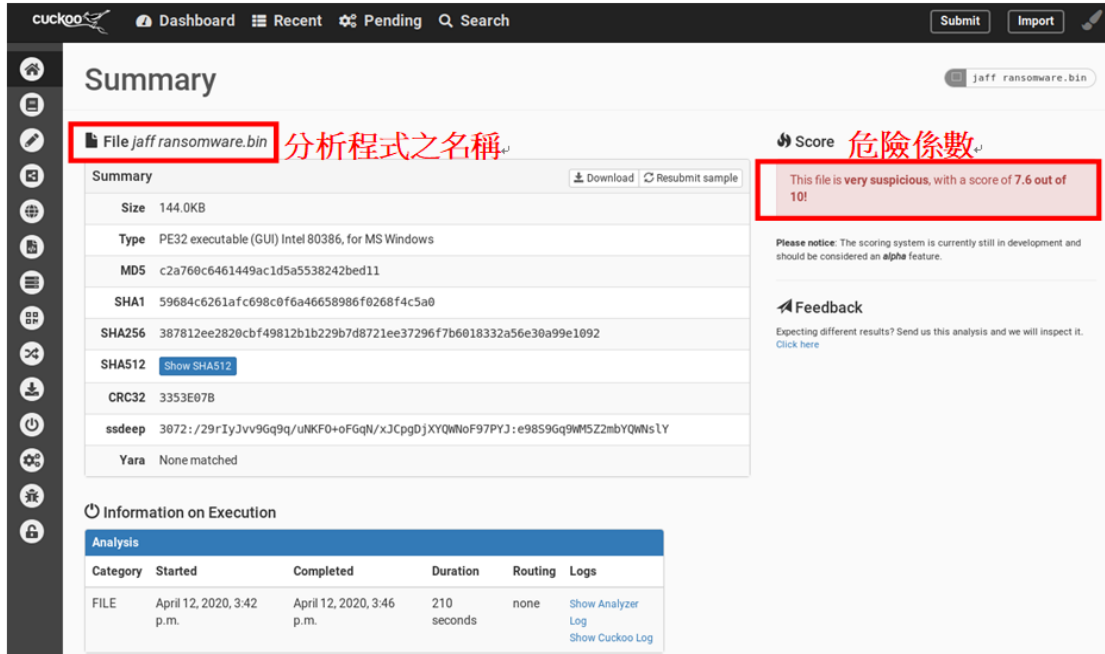 cuckoo Dashboard Recent Pending Search Submit Import
Summary
jaff ransomware.bin
File jaff ransomware.bin 分析程式之名稱
Summary Download Resubmit sample
Size 144.0KB
Type PE32 executable (GUI) Intel 80386, for MS Windows
MD5 c2a760c6461449ac1d5a5538242bed11
SHA1 59684c6261afc698c0f6a46658986f0268f4c5a0
SHA256 387812ee2820cbf49812b1b229b7d8721ee37296f7b6018332a56e30a99e1092
SHA512 Show SHA512
CRC32 3353E07B
ssdeep 3072:/29rIyJvv9Gq9q/uNKFO+oFGqN/xJCpgDjXYQWNoF97PYJ:e98S9Gq9WM5Z2mbYQWNslY
Yara None matched
Score 危險係數
This file is very suspicious, with a score of 7.6 out of
10!
Please notice: The scoring system is currently still in development and
should be considered an alpha feature.
Feedback
Expecting different results? Send us this analysis and we will inspect it.
Click here
Information on Execution
Analysis
Category Started Completed Duration Routing Logs
FILE April 12, 2020, 3:42 April 12, 2020, 3:46 210 none Show Analyzer
p.m. p.m. seconds Log
Show Cuckoo Log